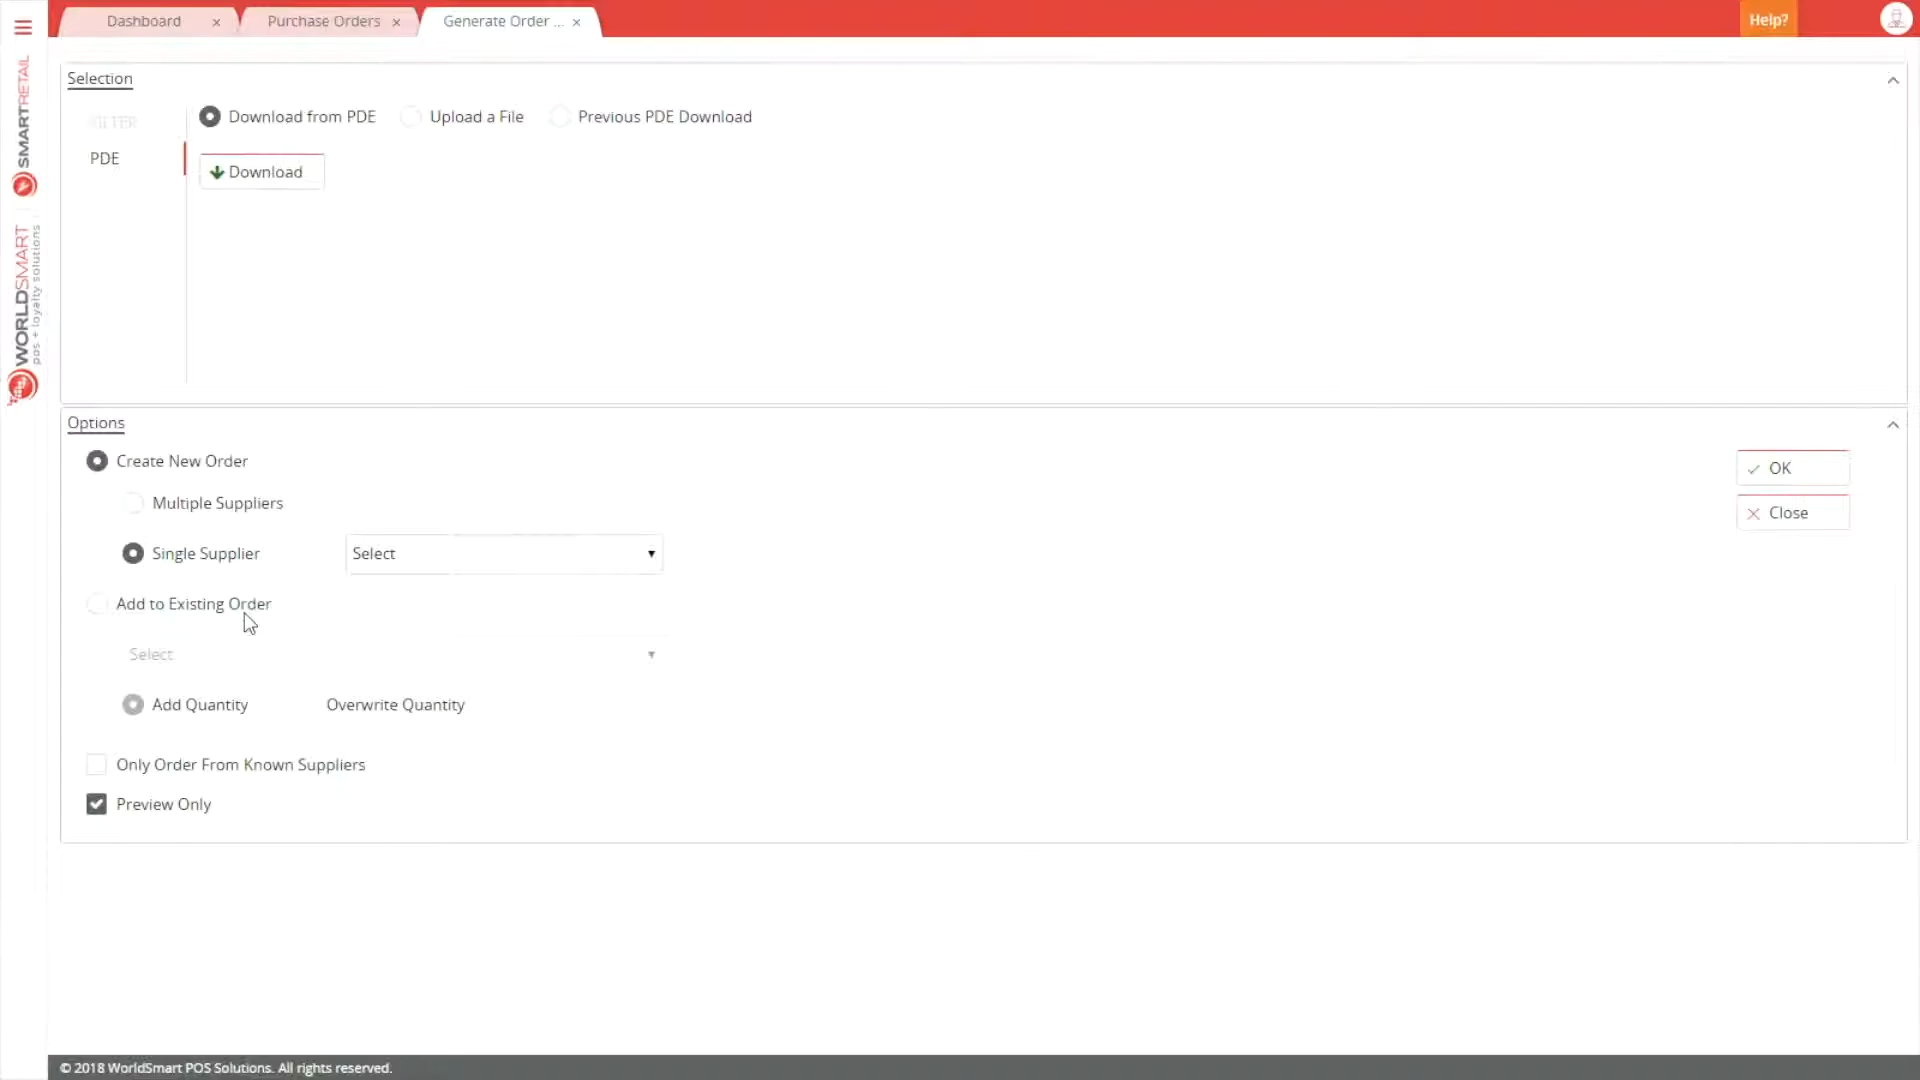 Dashboard ×
Purchase Orders ×
Generate Order ... ×
Help?
SMARTRETAIL
WORLDSMART
pos + loyalty solutions
Selection
FILTER
PDE
Download from PDE
Upload a File
Previous PDE Download
Download
Options
Create New Order
Multiple Suppliers
Single Supplier
Select
Add to Existing Order
Select
Add Quantity
Overwrite Quantity
Only Order From Known Suppliers
Preview Only
OK
Close
© 2018 WorldSmart POS Solutions. All rights reserved.